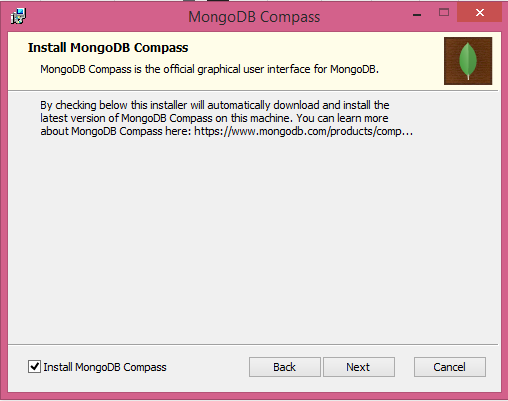 MongoDB Compass
Install MongoDB Compass
MongoDB Compass is the official graphical user interface for MongoDB.
By checking below this installer will automatically download and install the
latest version of MongoDB Compass on this machine. You can learn more
about MongoDB Compass here: https://www.mongodb.com/products/comp...
Install MongoDB Compass
Back
Next
Cancel